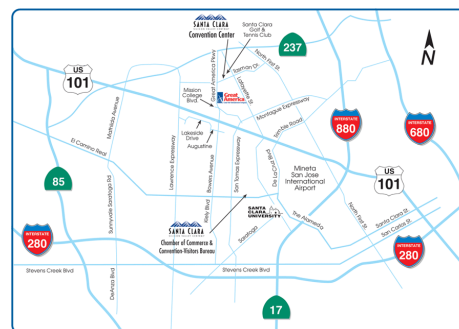 SANTA CLARA
Convention Center
Santa Clara
Golf &
Tennis Club
237
North First St
Tasman Dr
US
101
Great America Pkwy
Lafayette St
Mission
College
Blvd.
Great America
Montague Expressway
Trimble Road
INTERSTATE
880
INTERSTATE
680
N
Mathilda Avenue
Lakeside
Drive
Augustine
El Camino Real
Lawrence Expressway
Bowers Avenue
San Tomas Expressway
De La Cruz Blvd
Mineta
San Jose
International
Airport
US
101
85
Sunnyvale Saratoga Rd
Kiely Blvd
SANTA
CLARA
UNIVERSITY
The Alameda
North First St
Santa Clara St
San Carlos St
INTERSTATE
280
SANTA CLARA
Chamber of Commerce &
Convention-Visitors Bureau
Saratoga
INTERSTATE
280
Stevens Creek Blvd
Stevens Creek Blvd
DeAnza Blvd
17